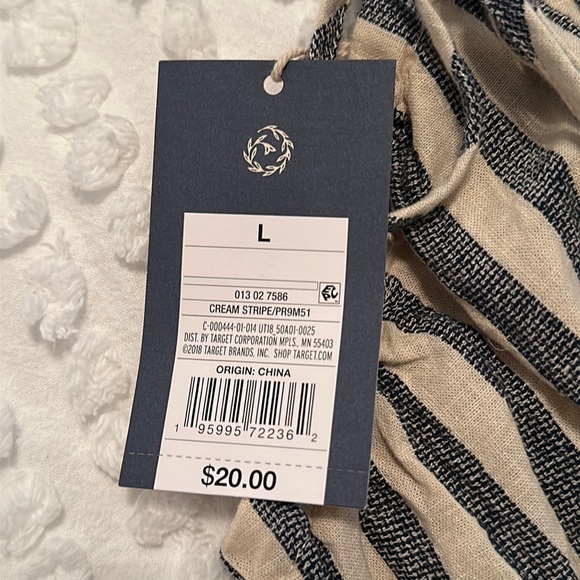 L
013 02 7586
CREAM STRIPE/PR9M51
C-000444-01-014 UT18_50A01-0025
DIST. BY TARGET CORPORATION MPLS., MN 55403
©2018 TARGET BRANDS, INC. SHOP TARGET.COM
ORIGIN: CHINA
1 95995 72236 2
$20.00